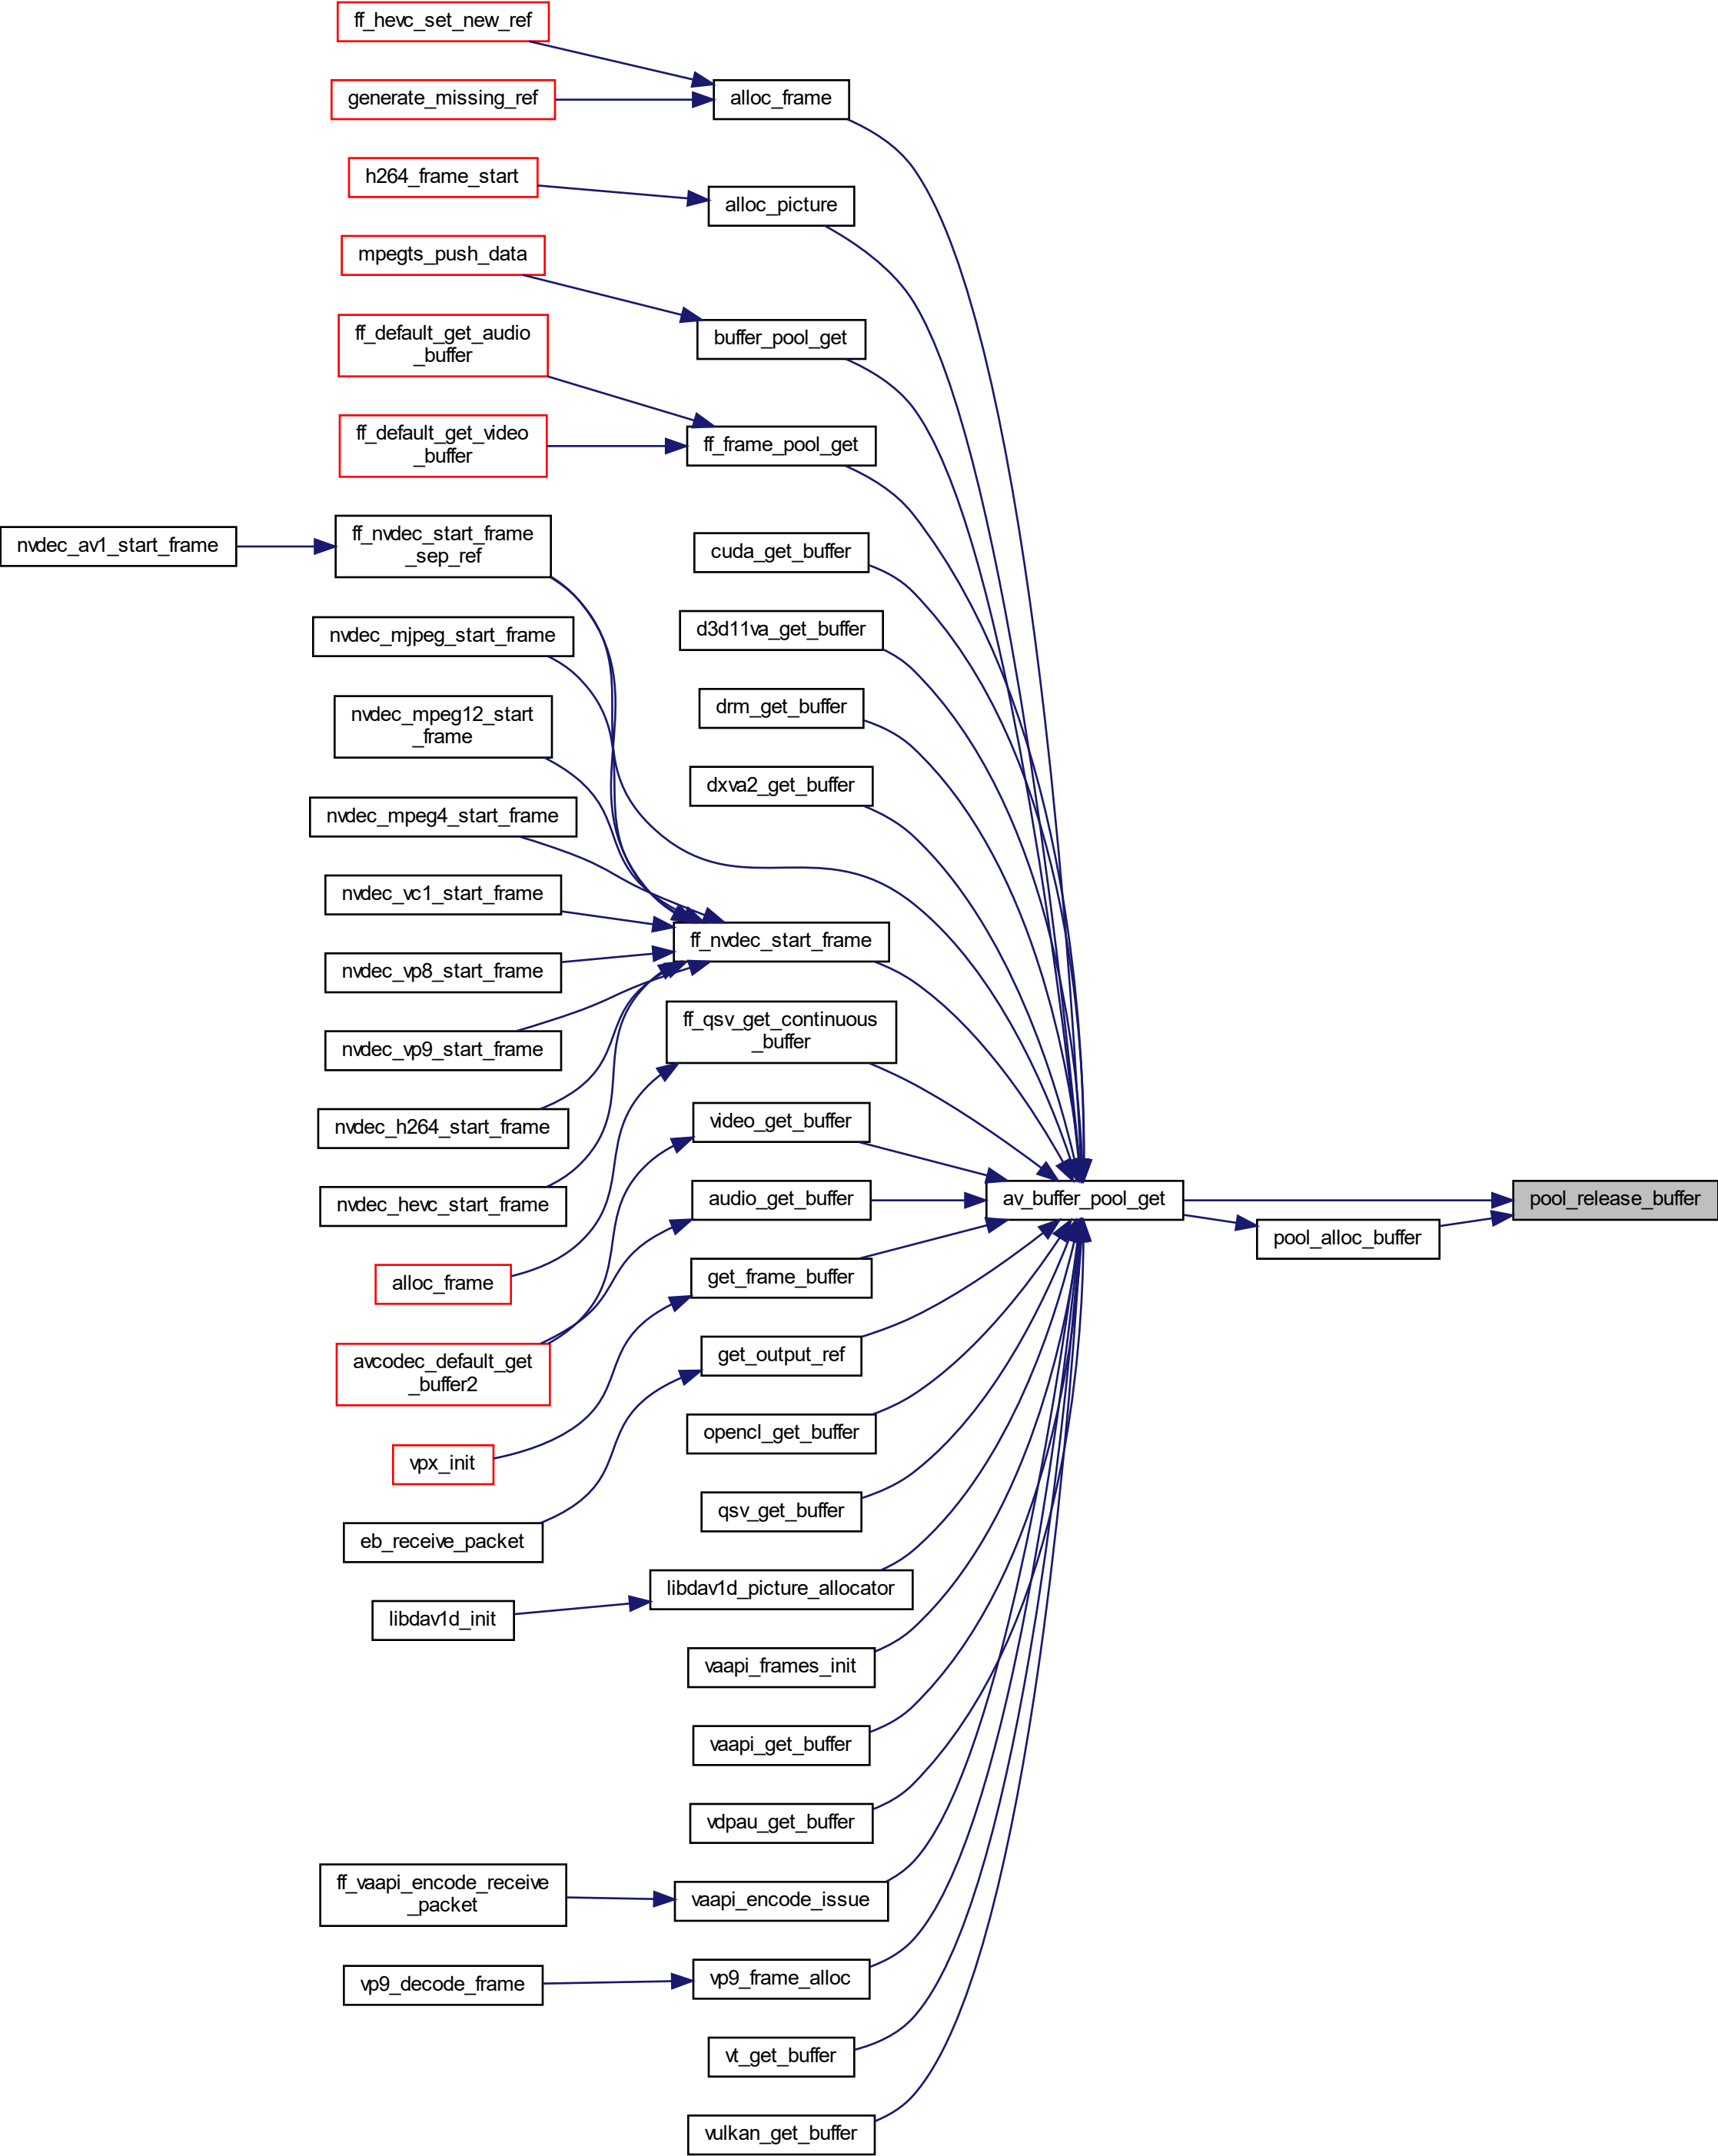 ff_hevc_set_new_ref
generate_missing_ref
alloc_frame
h264_frame_start
alloc_picture
mpegts_push_data
buffer_pool_get
ff_default_get_audio
_buffer
ff_default_get_video
_buffer
ff_frame_pool_get
nvdec_av1_start_frame
ff_nvdec_start_frame
_sep_ref
cuda_get_buffer
nvdec_mjpeg_start_frame
d3d11va_get_buffer
nvdec_mpeg12_start
_frame
drm_get_buffer
nvdec_mpeg4_start_frame
dxva2_get_buffer
nvdec_vc1_start_frame
ff_nvdec_start_frame
nvdec_vp8_start_frame
nvdec_vp9_start_frame
ff_qsv_get_continuous
_buffer
nvdec_h264_start_frame
video_get_buffer
nvdec_hevc_start_frame
audio_get_buffer
av_buffer_pool_get
pool_release_buffer
pool_alloc_buffer
alloc_frame
get_frame_buffer
avcodec_default_get
_buffer2
get_output_ref
vpx_init
opencl_get_buffer
eb_receive_packet
qsv_get_buffer
libdav1d_init
libdav1d_picture_allocator
vaapi_frames_init
vaapi_get_buffer
vdpau_get_buffer
ff_vaapi_encode_receive
_packet
vaapi_encode_issue
vp9_decode_frame
vp9_frame_alloc
vt_get_buffer
vulkan_get_buffer